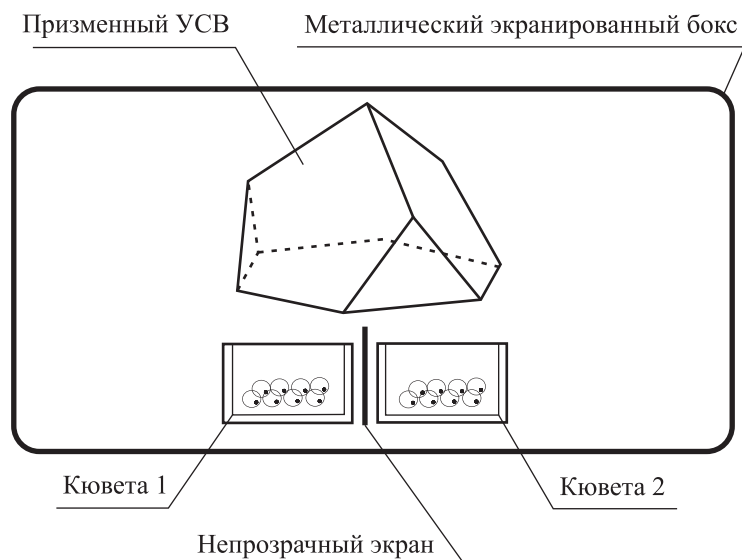 Призменный УСВ
Металлический экранированный бокс
Кювета 1
Кювета 2
Непрозрачный экран